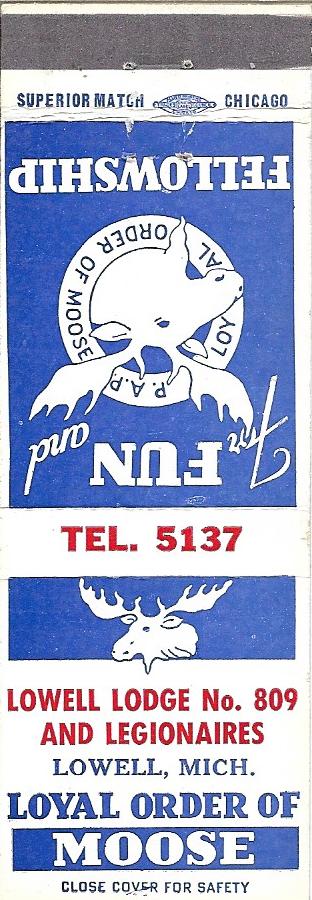 SUPERIOR MATCH CHICAGO
For FUN and
LOYAL ORDER OF MOOSE
P.A.P.
FELLOWSHIP
TEL. 5137
LOWELL LODGE No. 809
AND LEGIONAIRES
LOWELL, MICH.
LOYAL ORDER OF
MOOSE
CLOSE COVER FOR SAFETY